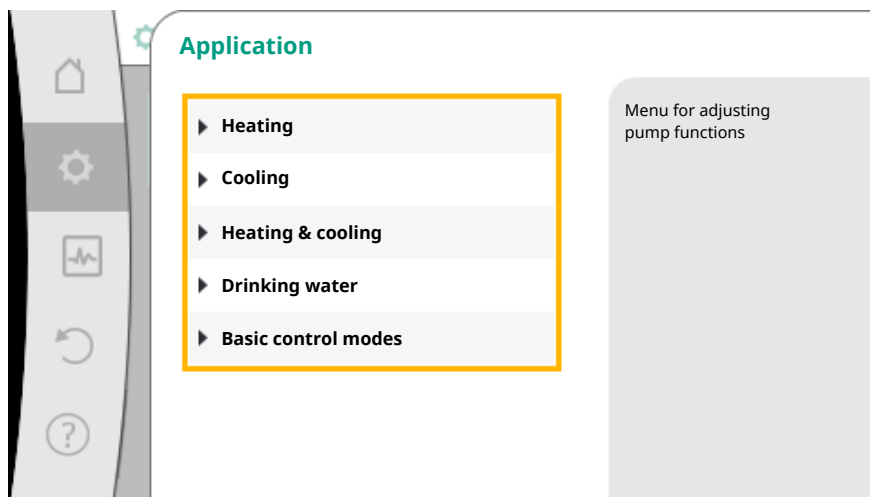 Application
Heating
Cooling
Heating & cooling
Drinking water
Basic control modes
Menu for adjusting
pump functions
?